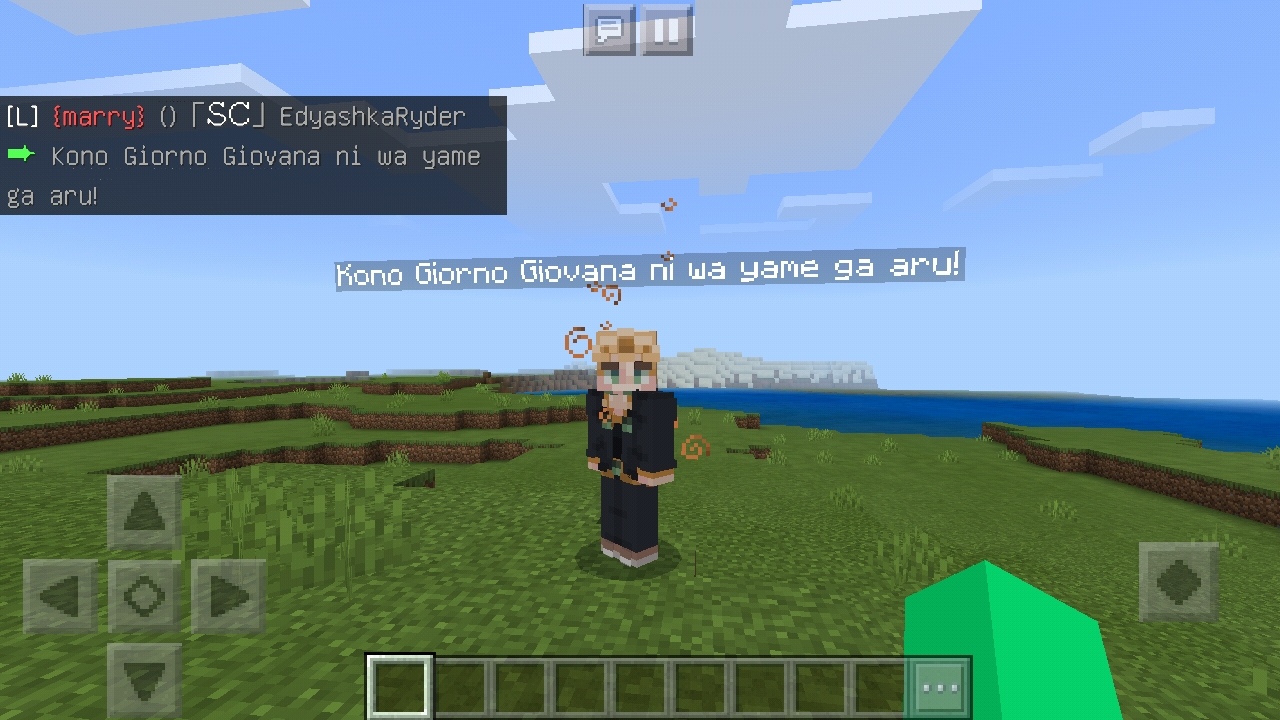 [L] {marry} () 「SC」 EdyashkaRyder
Kono Giorno Giovana ni wa yame
ga aru!
Kono Giorno Giovana ni wa yame ga aru!